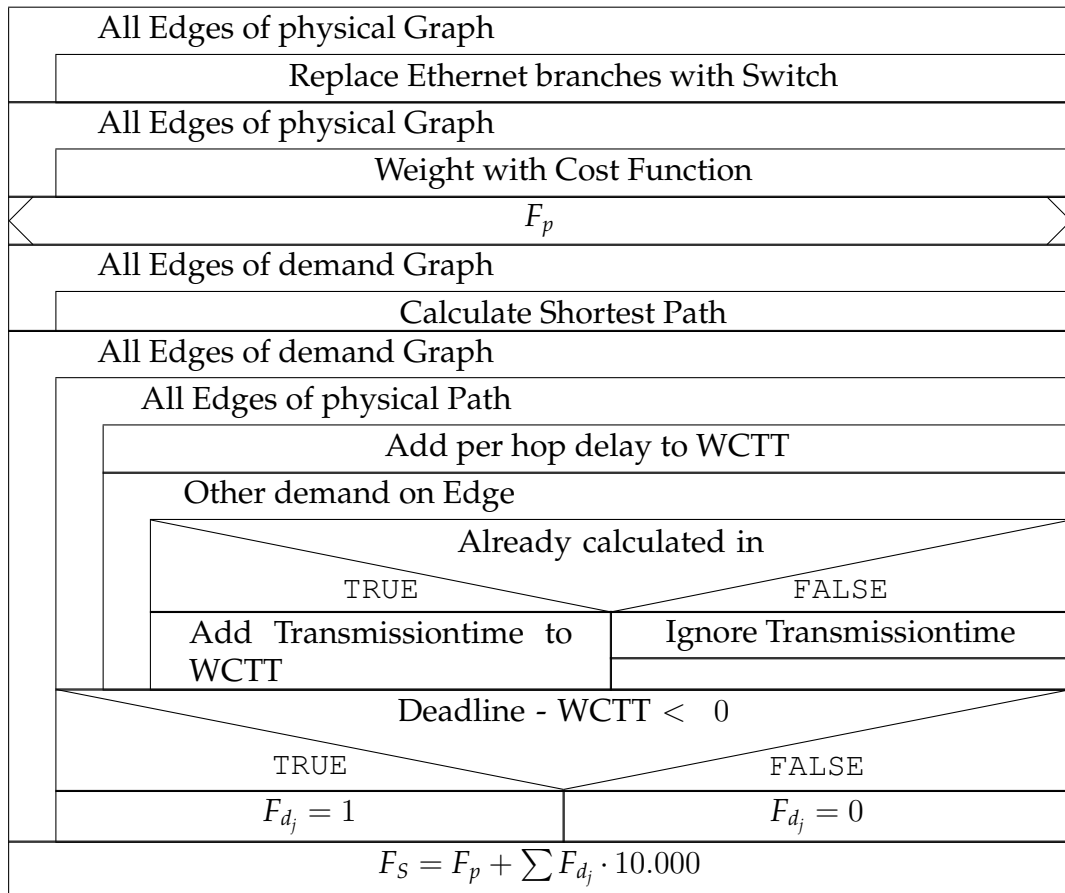 All Edges of physical Graph
Replace Ethernet branches with Switch
All Edges of physical Graph
Weight with Cost Function
F_p
All Edges of demand Graph
Calculate Shortest Path
All Edges of demand Graph
All Edges of physical Path
Add per hop delay to WCTT
Other demand on Edge
Already calculated in
TRUE FALSE
Add Transmissiontime to
WCTT
Ignore Transmissiontime
Deadline - WCTT < 0
TRUE FALSE
F_{d_j} = 1 F_{d_j} = 0
F_S = F_p + ∑ F_{d_j} · 10.000